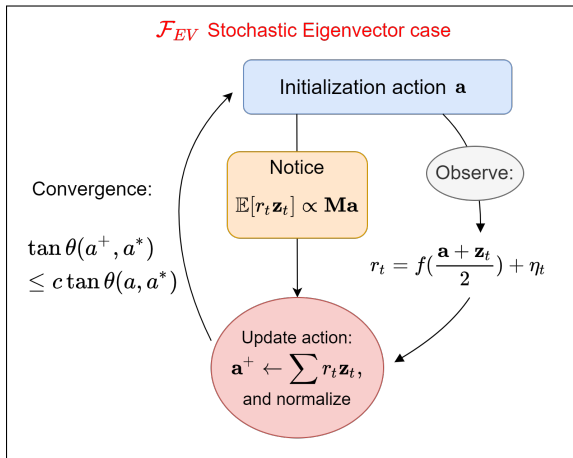 $\mathcal{F}_{EV}$ Stochastic Eigenvector case
Initialization action $\mathbf{a}$
Notice
$\mathbb{E}[r_t \mathbf{z}_t] \propto \mathbf{M}\mathbf{a}$
Observe:
$r_t = f(\frac{\mathbf{a} + \mathbf{z}_t}{2}) + \eta_t$
Update action:
$\mathbf{a}^+ \leftarrow \sum r_t \mathbf{z}_t,$
and normalize
Convergence:
$\tan \theta(a^+, a^*)$
$\leq c \tan \theta(a, a^*)$